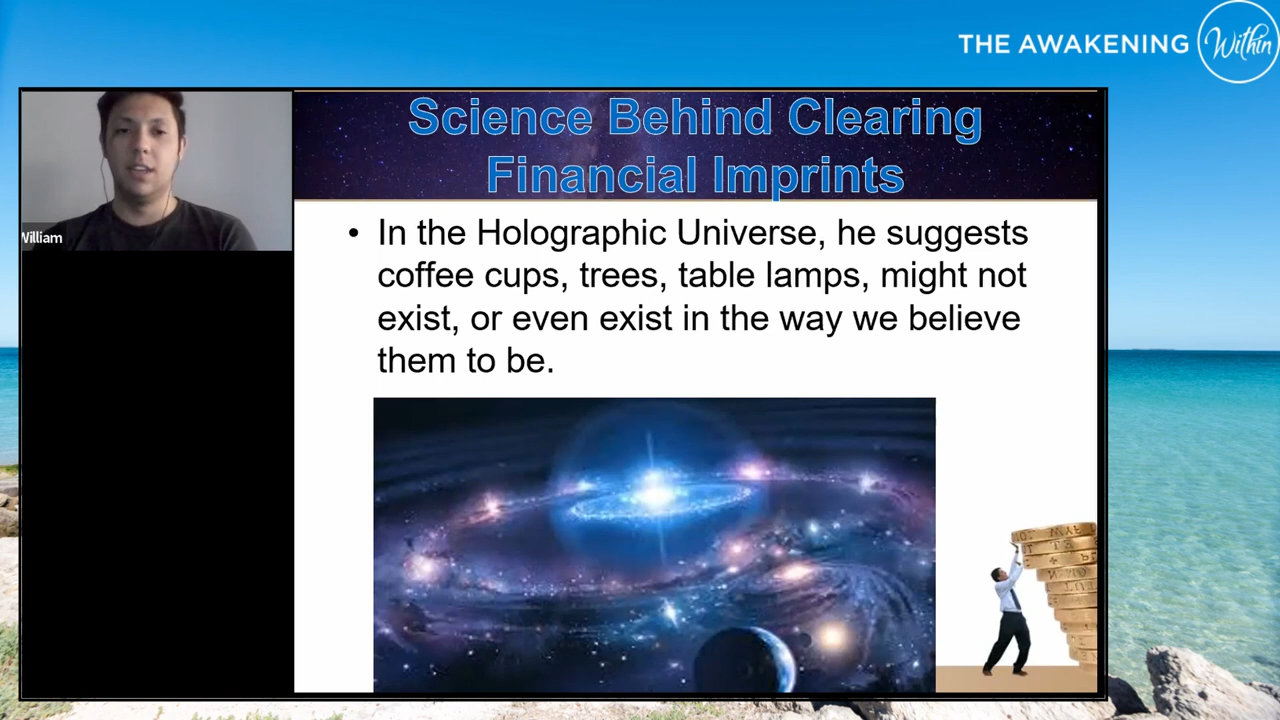 THE AWAKENING Within
Science Behind Clearing
Financial Imprints
William
• In the Holographic Universe, he suggests
coffee cups, trees, table lamps, might not
exist, or even exist in the way we believe
them to be.